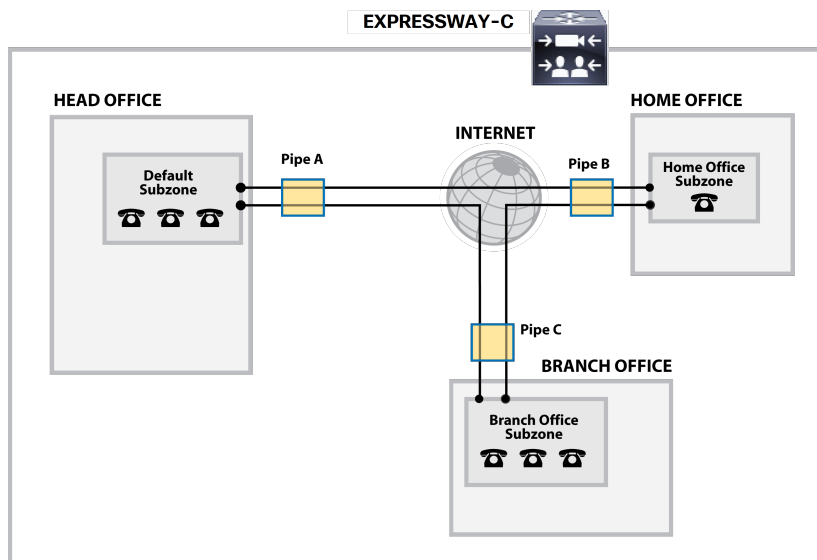 EXPRESSWAY-C
HEAD OFFICE
HOME OFFICE
INTERNET
Pipe A
Pipe B
Default
Subzone
Home Office
Subzone
Pipe C
BRANCH OFFICE
Branch Office
Subzone